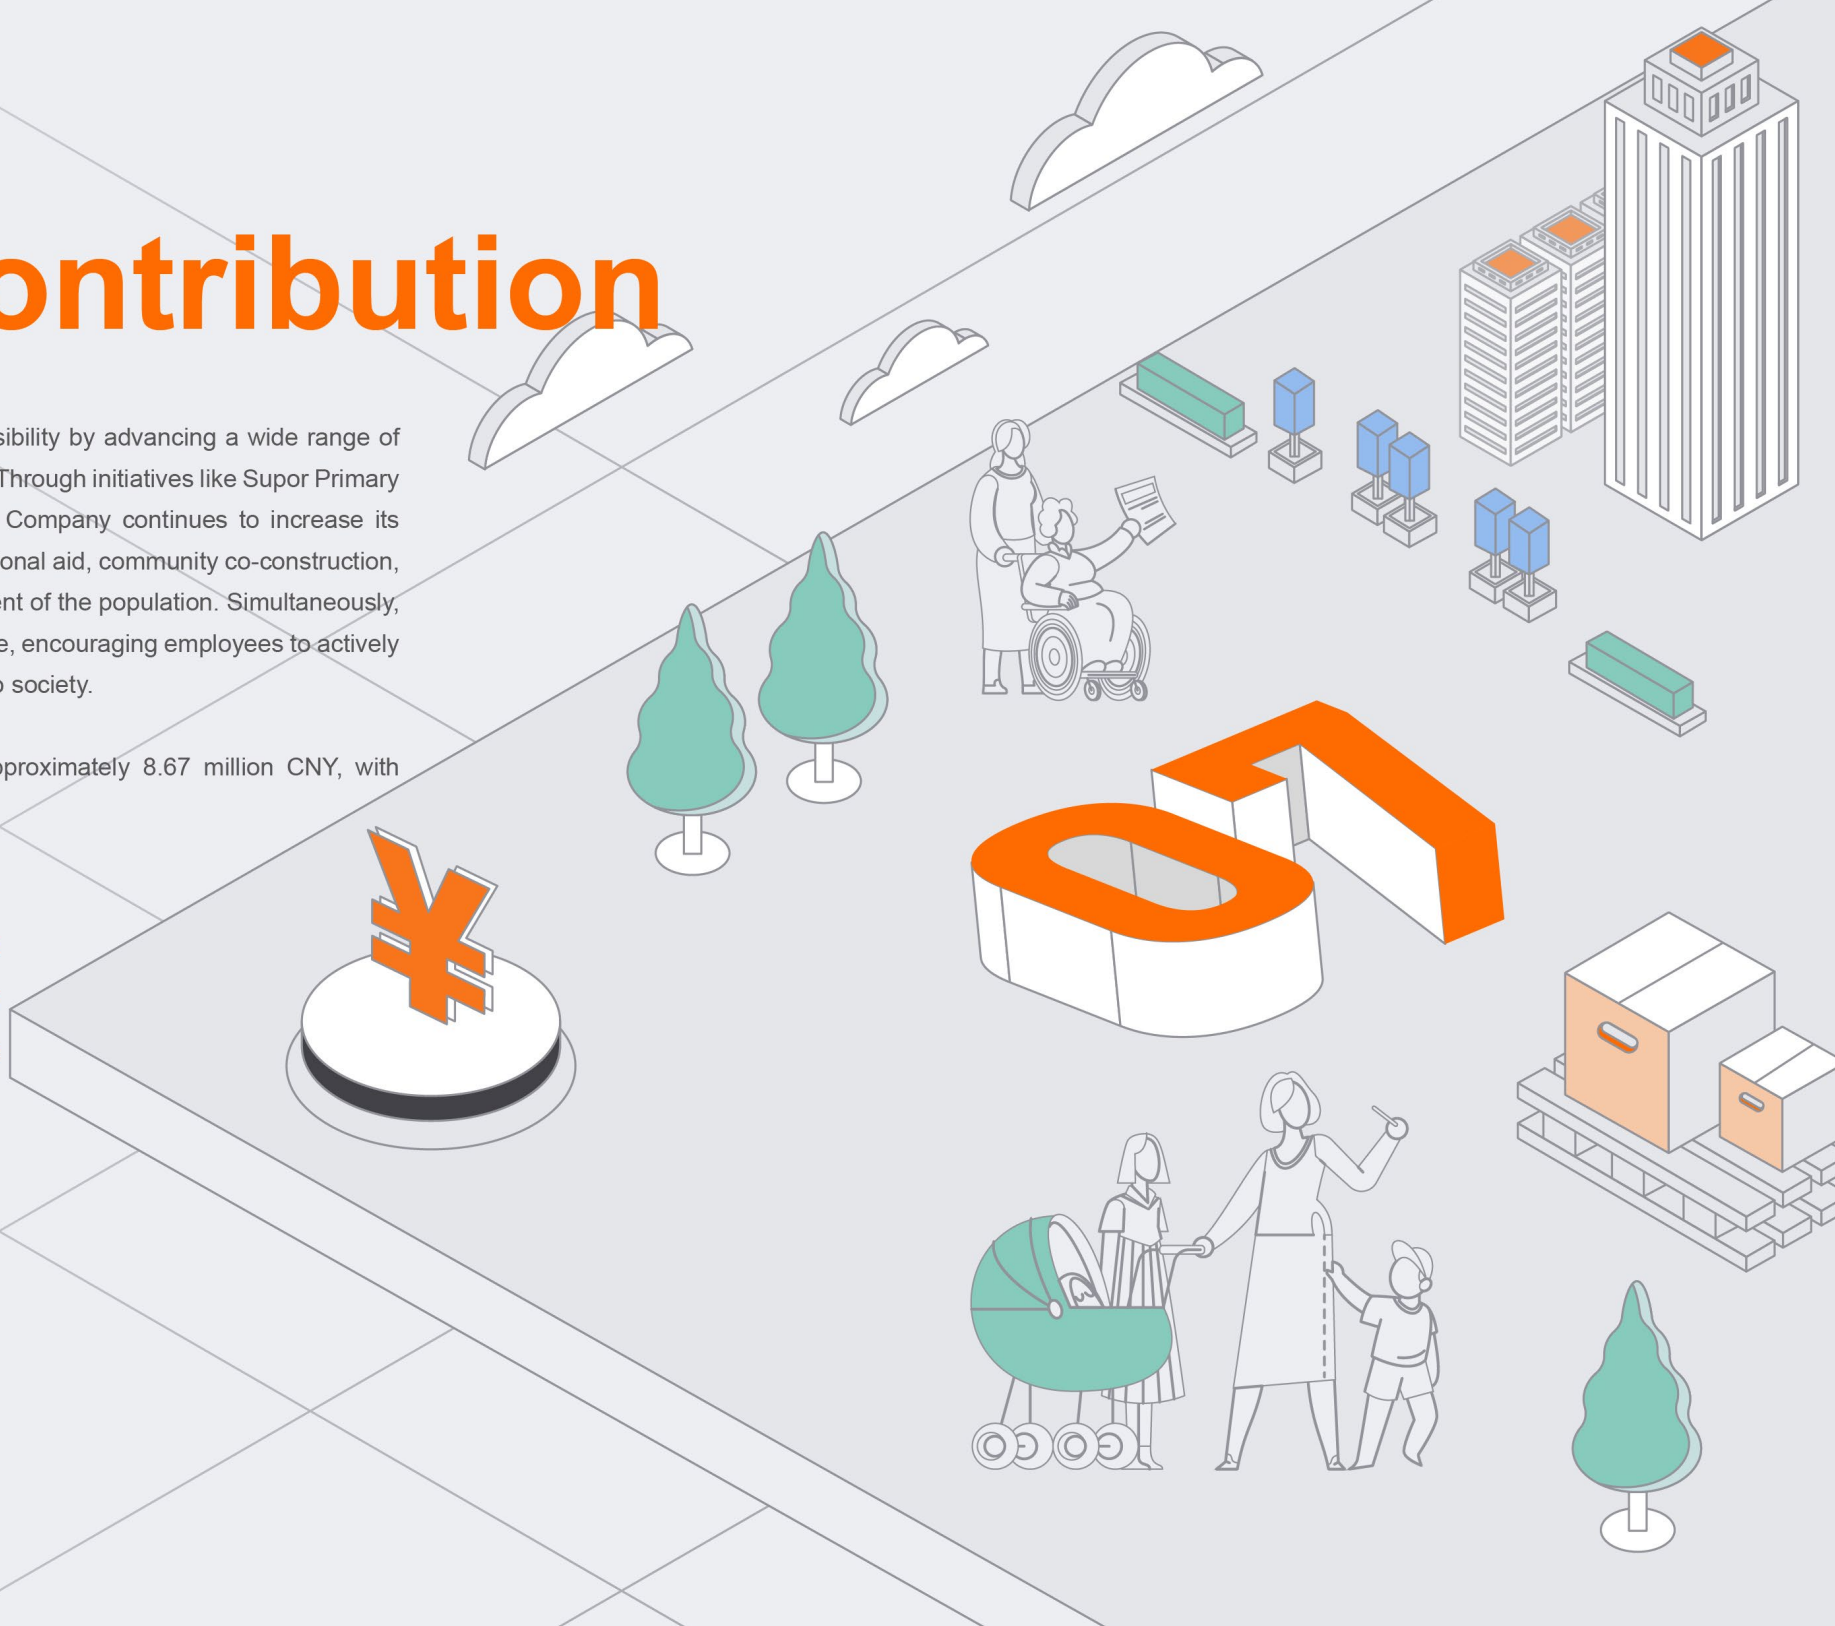 ontribution
sibility by advancing a wide range of
Through initiatives like Supor Primary
Company continues to increase its
onal aid, community co-construction,
ent of the population. Simultaneously,
e, encouraging employees to actively
o society.
pproximately 8.67 million CNY, with
¥
07